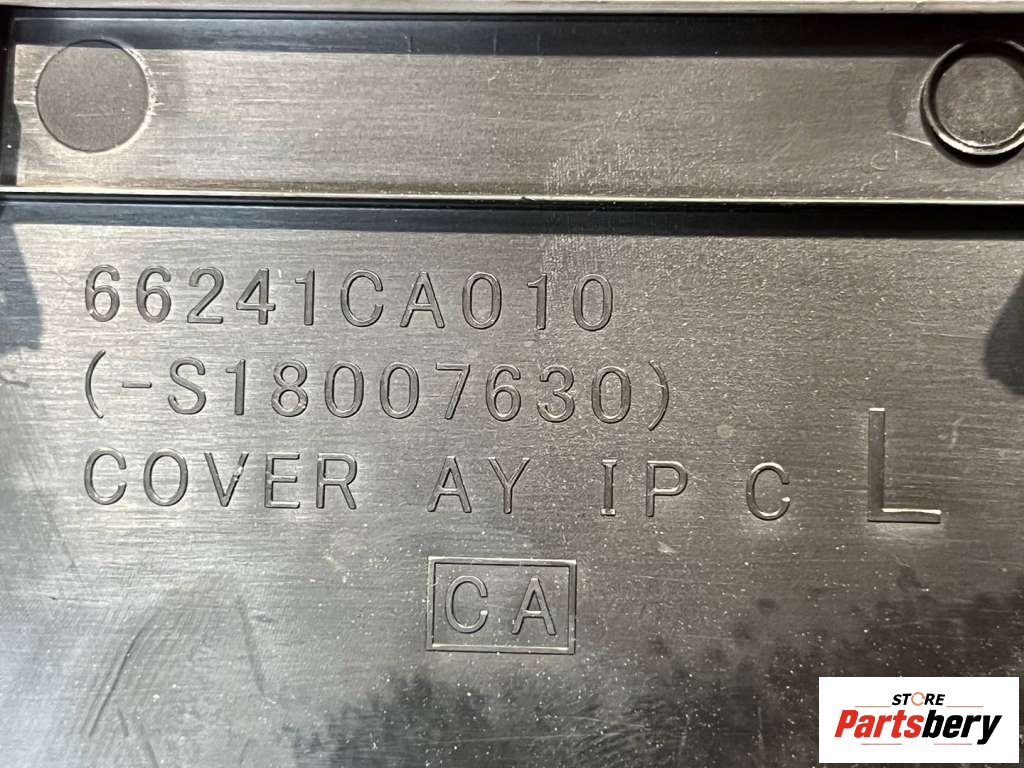 66241CA010
(-S18007630)
COVER AY IP C L
CA
STORE
Partsbery